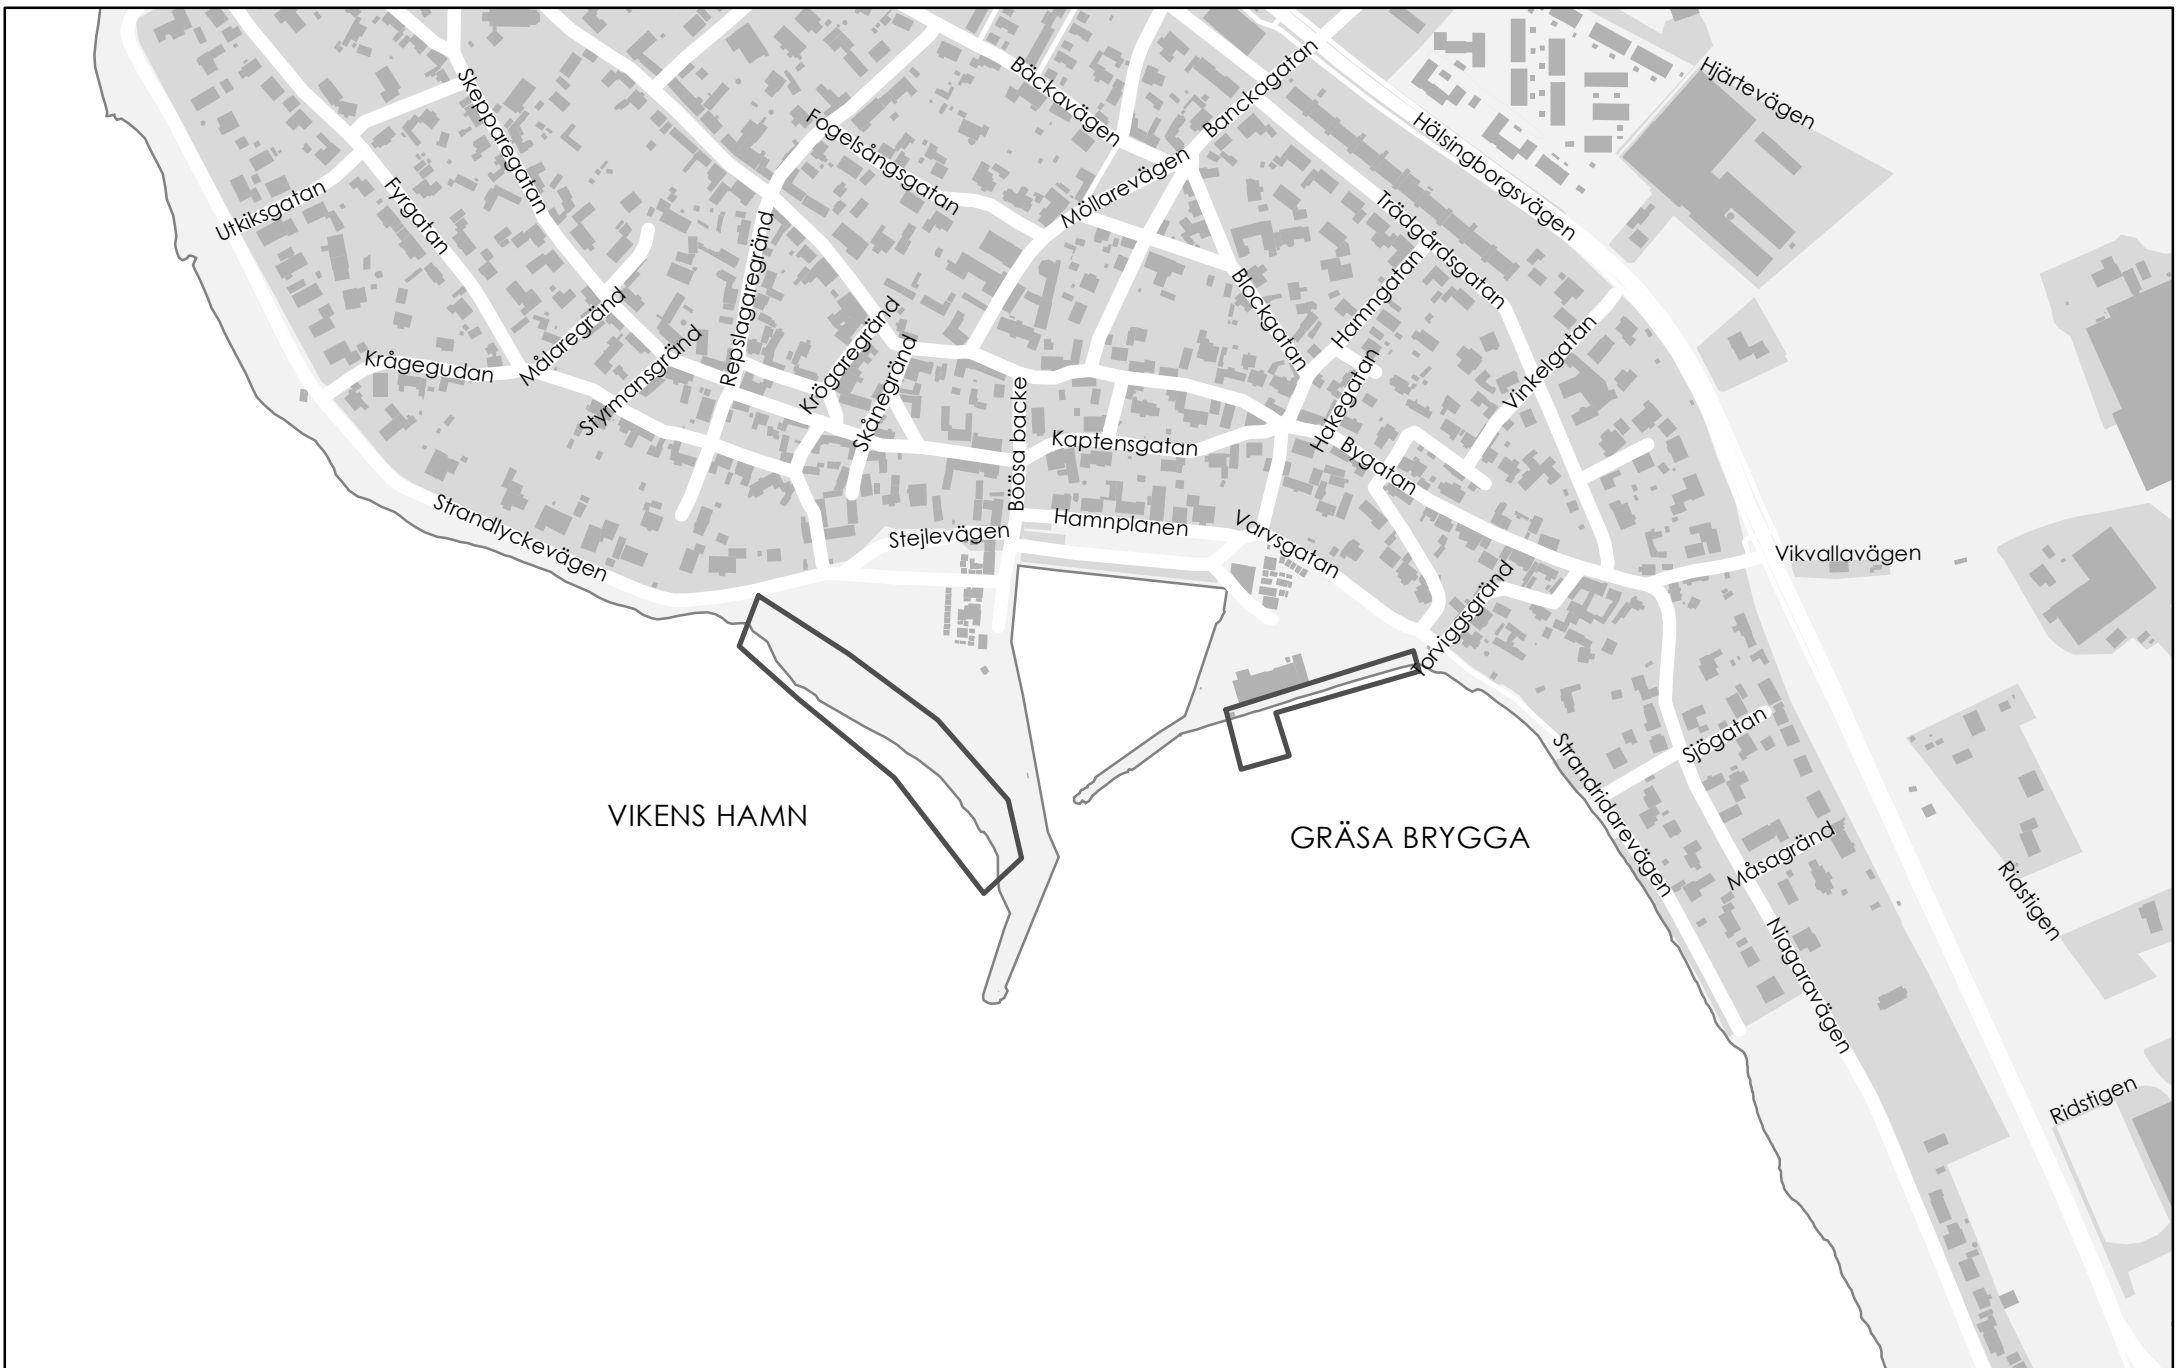 Hjärtevägen
Bäckavägen
Banckagatan
Skepparegatan
Fogelsångsgatan
Hälsingborgsvägen
Möllarevägen
Utkiksgatan
Fyrgatan
Trädgårdsgatan
Repslagaregränd
Hamngatan
Blockgatan
Målaregränd
Krögaregränd
Styrmansgränd
Skånegränd
Krågegudan
Hakegatan
Vinkelgatan
Böösa backe
Kaptensgatan
Bygatan
Strandlyckevägen
Stejlevägen
Hamnplanen
Varvsgatan
Vikvallavägen
Torviggsgränd
Sjögatan
Strandridarevägen
VIKENS HAMN
GRÄSA BRYGGA
Måsagränd
Ridstigen
Niagaravägen
Ridstigen